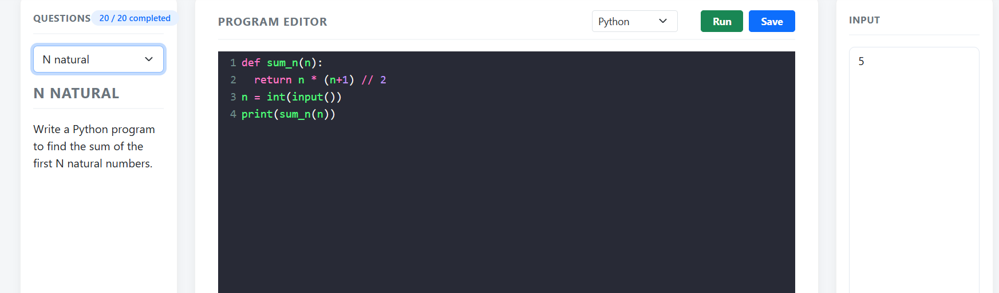 QUESTIONS 20 / 20 completed
N natural
N NATURAL
Write a Python program
to find the sum of the
first N natural numbers.
PROGRAM EDITOR
Python
Run
Save
1 def sum_n(n):
2   return n * (n+1) // 2
3 n = int(input())
4 print(sum_n(n))
INPUT
5